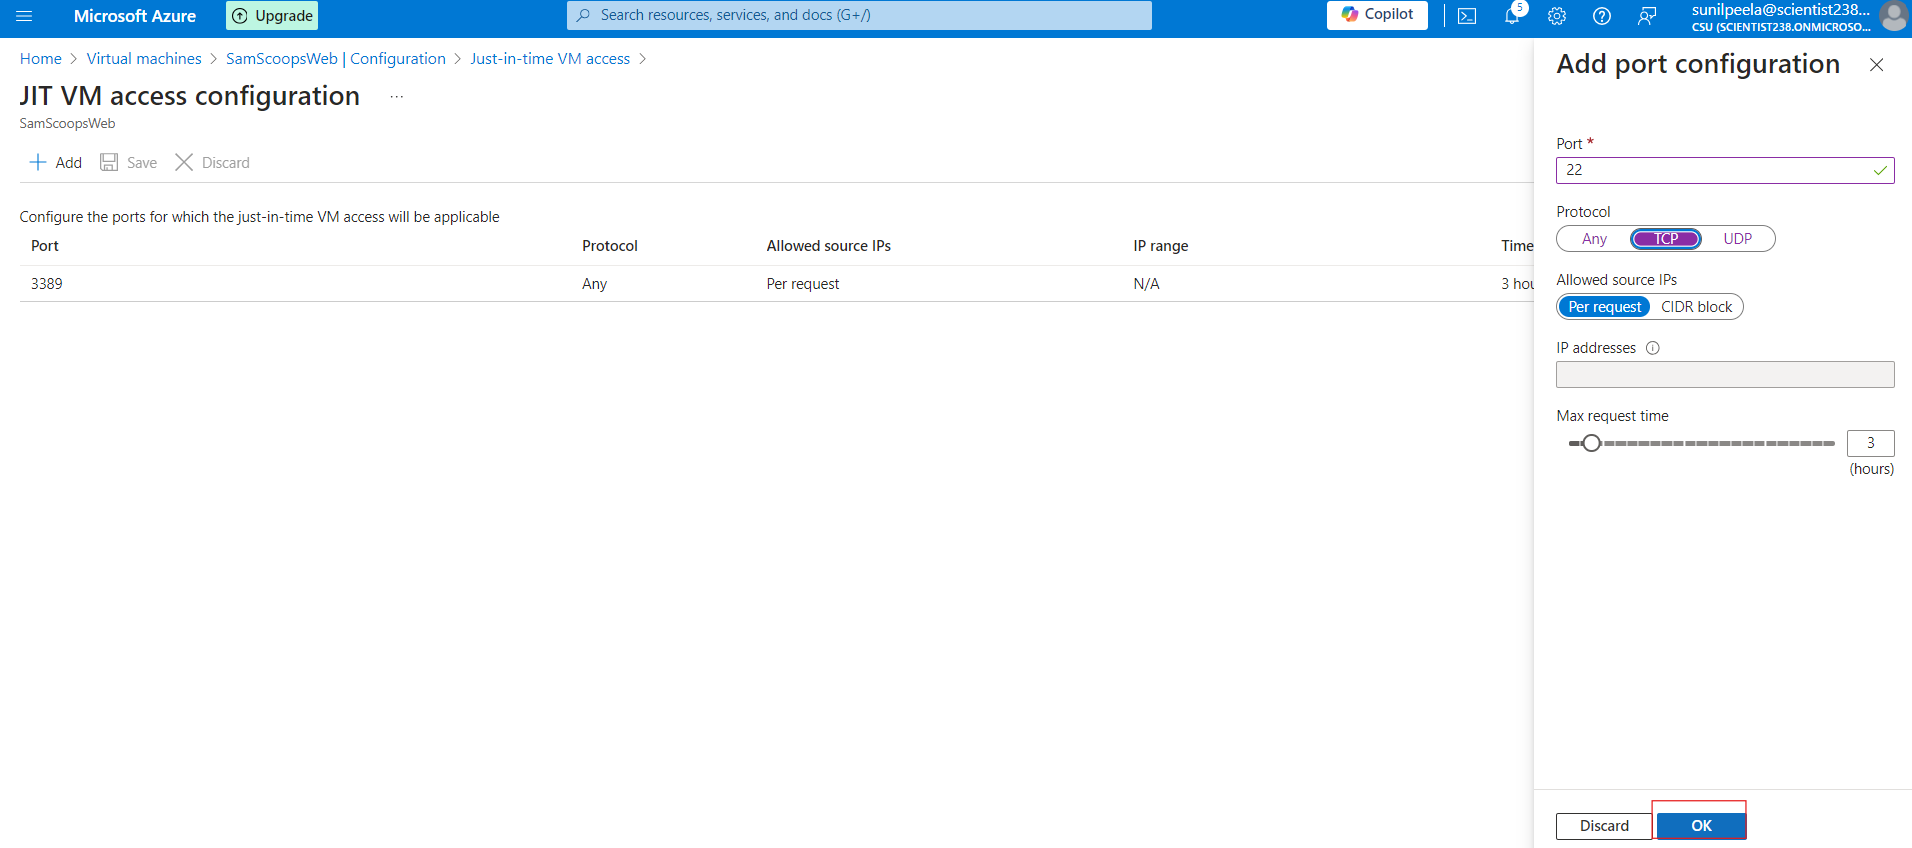 Microsoft Azure
Upgrade
Search resources, services, and docs (G+/)
Copilot
5
sunilpeela@scientist238...
CSU (SCIENTIST238.ONMICROSO...
Home > Virtual machines > SamScoopsWeb | Configuration > Just-in-time VM access >
JIT VM access configuration ...
SamScoopsWeb
Add Save Discard
Configure the ports for which the just-in-time VM access will be applicable
Port Protocol Allowed source IPs IP range Time
3389 Any Per request N/A 3 hou
Add port configuration
Port *
22
Protocol
Any TCP UDP
Allowed source IPs
Per request CIDR block
IP addresses
Max request time
3
(hours)
Discard OK